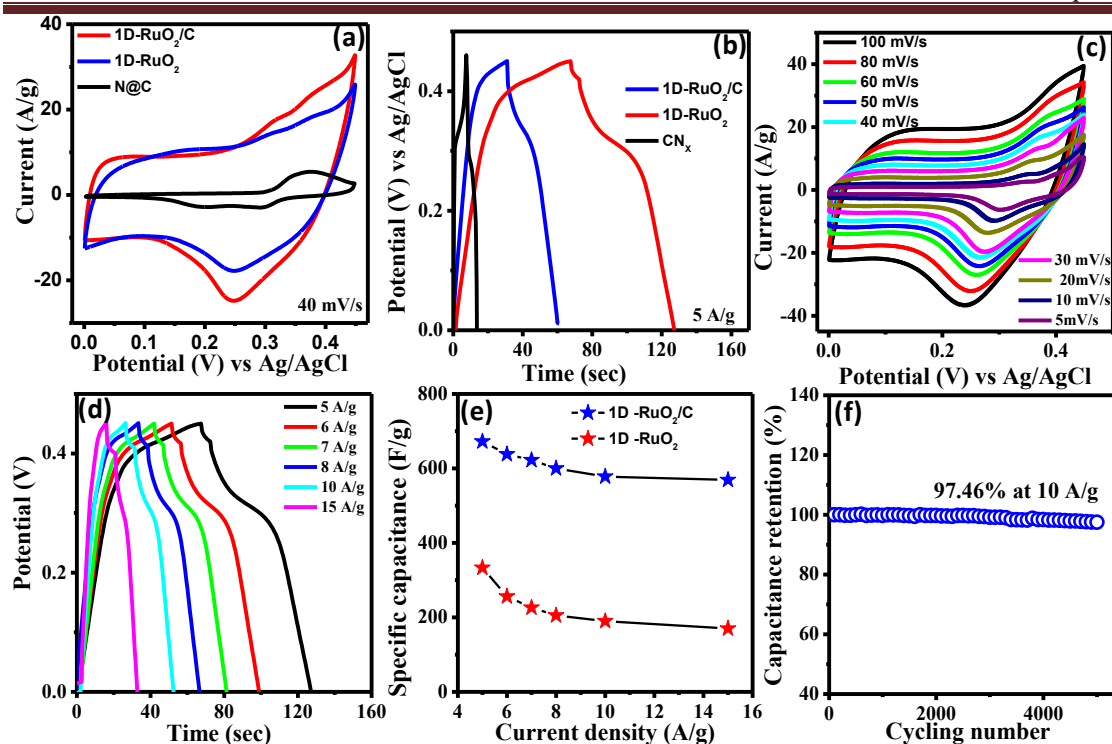 (a)
1D-RuO2/C
1D-RuO2
N@C
40 mV/s
40
20
0
-20
Current (A/g)
0.0 0.1 0.2 0.3 0.4 0.5
Potential (V) vs Ag/AgCl
(b)
1D-RuO2/C
1D-RuO2
CNx
5 A/g
0.4
0.2
0.0
Potential (V) vs Ag/AgCl
0 40 80 120 160
Time (sec)
(c)
100 mV/s
80 mV/s
60 mV/s
50 mV/s
40 mV/s
30 mV/s
20mV/s
10 mV/s
5mV/s
40
20
0
-20
-40
Current (A/g)
0.0 0.2 0.4
Potential (V) vs Ag/AgCl
(d)
5 A/g
6 A/g
7 A/g
8 A/g
10 A/g
15 A/g
0.4
0.2
0.0
Potential (V)
0 40 80 120 160
Time (sec)
(e)
1D -RuO2/C
1D -RuO2
800
600
400
200
0
Specific capacitance (F/g)
4 6 8 10 12 14 16
Current density (A/g)
(f)
97.46% at 10 A/g
140
120
100
80
60
40
Capacitance retention (%)
0 2000 4000
Cycling number